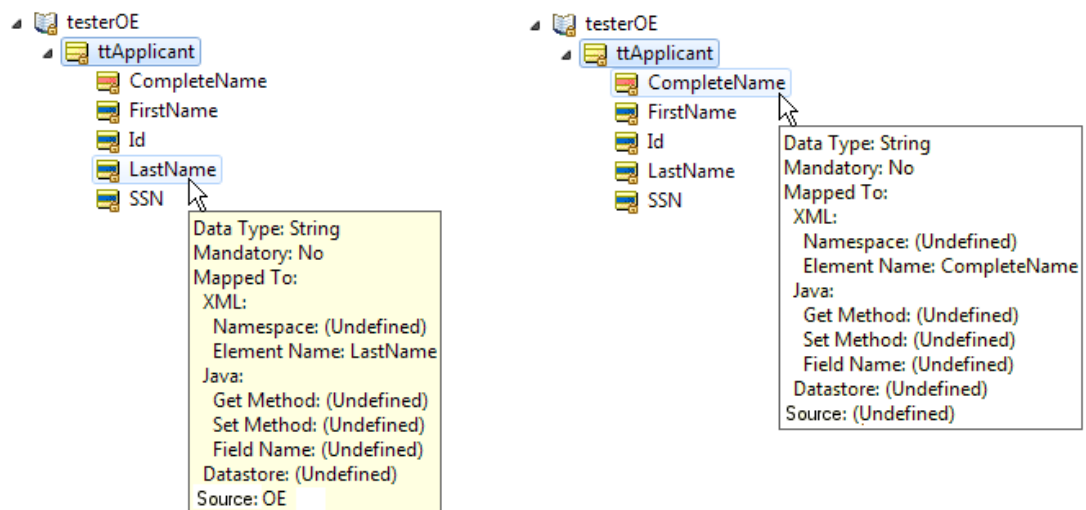 testerOE
ttApplicant
CompleteName
FirstName
Id
LastName
SSN
Data Type: String
Mandatory: No
Mapped To:
XML:
Namespace: (Undefined)
Element Name: LastName
Java:
Get Method: (Undefined)
Set Method: (Undefined)
Field Name: (Undefined)
Datastore: (Undefined)
Source: OE
testerOE
ttApplicant
CompleteName
FirstName
Id
LastName
SSN
Data Type: String
Mandatory: No
Mapped To:
XML:
Namespace: (Undefined)
Element Name: CompleteName
Java:
Get Method: (Undefined)
Set Method: (Undefined)
Field Name: (Undefined)
Datastore: (Undefined)
Source: (Undefined)